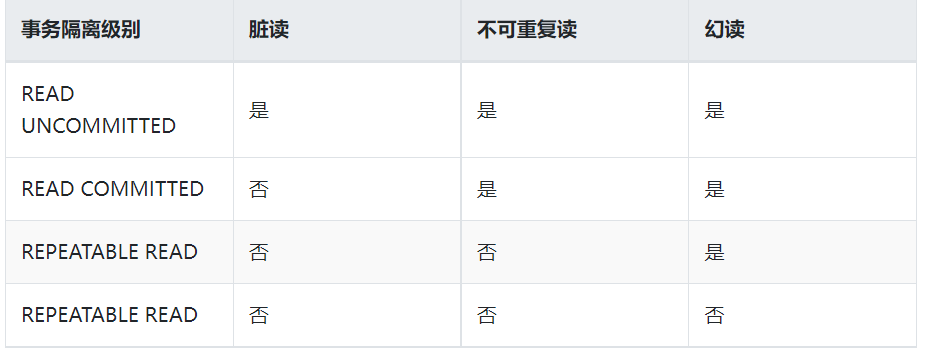 事务隔离级别 脏读 不可重复读 幻读
READ
UNCOMMITTED 是 是 是
READ COMMITTED 否 是 是
REPEATABLE READ 否 否 是
REPEATABLE READ 否 否 否